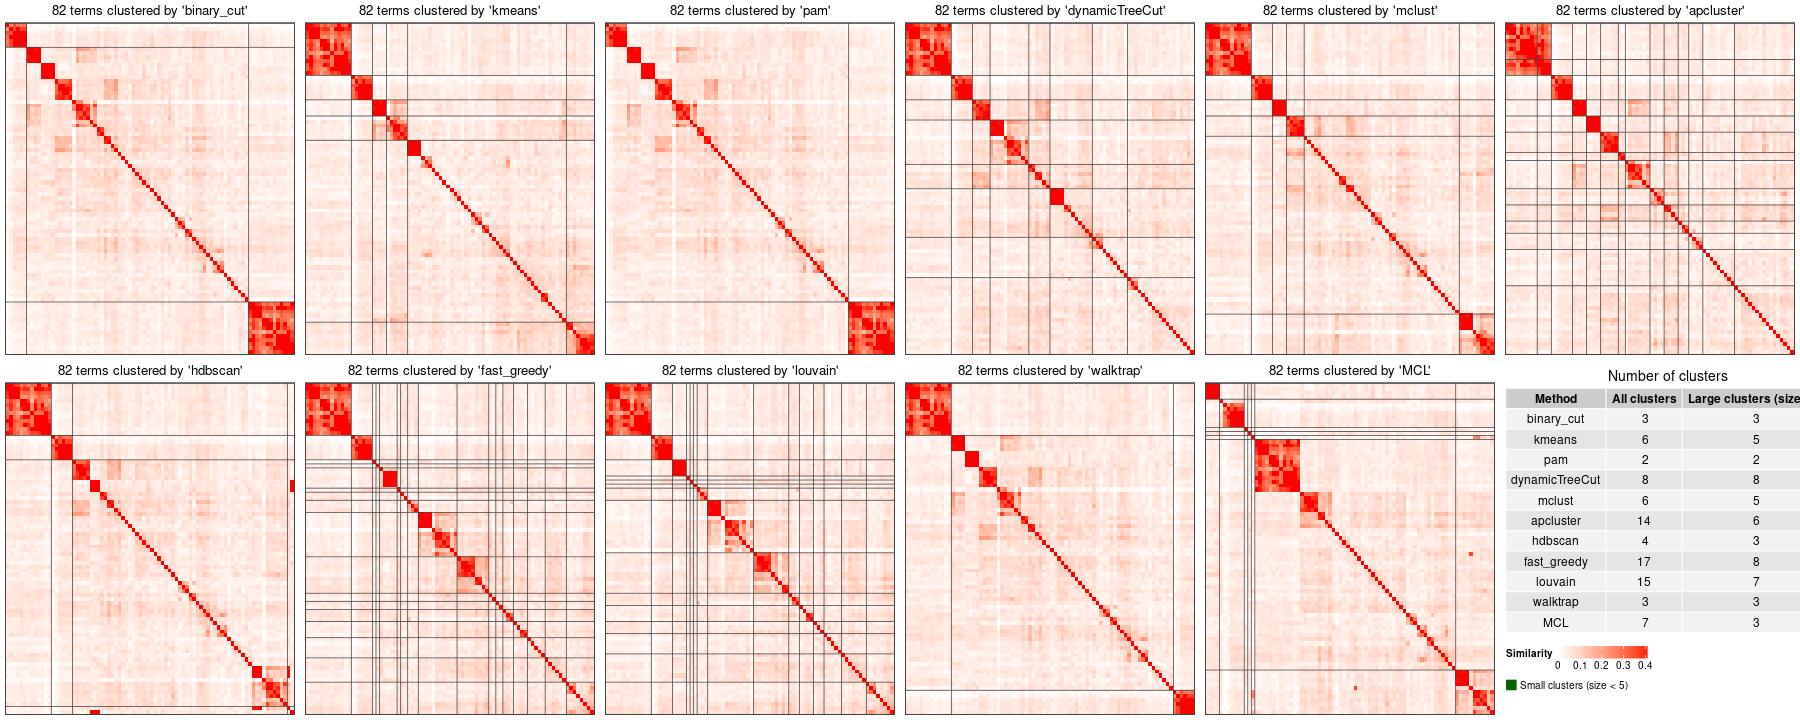 82 terms clustered by 'binary_cut'
82 terms clustered by 'kmeans'
82 terms clustered by 'pam'
82 terms clustered by 'dynamicTreeCut'
82 terms clustered by 'mclust'
82 terms clustered by 'apcluster'
82 terms clustered by 'hdbscan'
82 terms clustered by 'fast_greedy'
82 terms clustered by 'louvain'
82 terms clustered by 'walktrap'
82 terms clustered by 'MCL'
Number of clusters
Method All clusters Large clusters (size
binary_cut 3 3
kmeans 6 5
pam 2 2
dynamicTreeCut 8 8
mclust 6 5
apcluster 14 6
hdbscan 4 3
fast_greedy 17 8
louvain 15 7
walktrap 3 3
MCL 7 3
Similarity
0 0.1 0.2 0.3 0.4
Small clusters (size < 5)